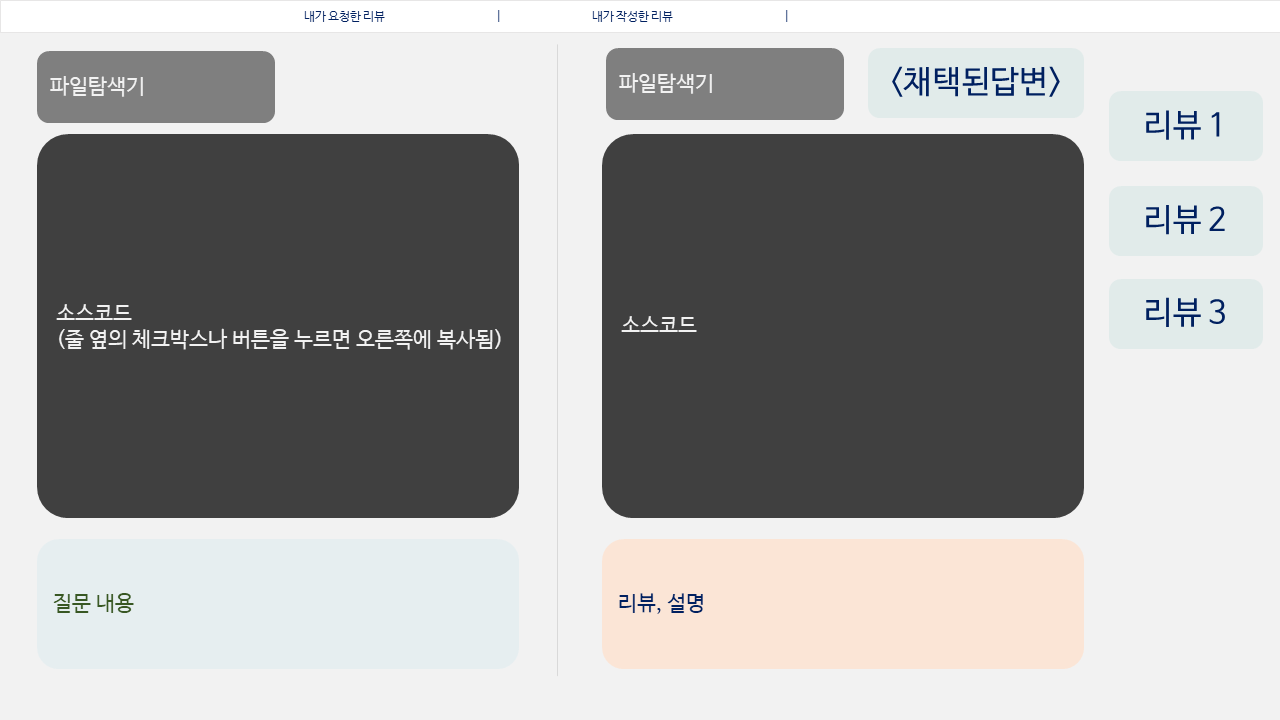 내가 요청한 리뷰 | 내가 작성한 리뷰 |
파일탐색기
소스코드
(줄 옆의 체크박스나 버튼을 누르면 오른쪽에 복사됨)
질문 내용
파일탐색기
<채택된답변>
소스코드
리뷰, 설명
리뷰 1
리뷰 2
리뷰 3